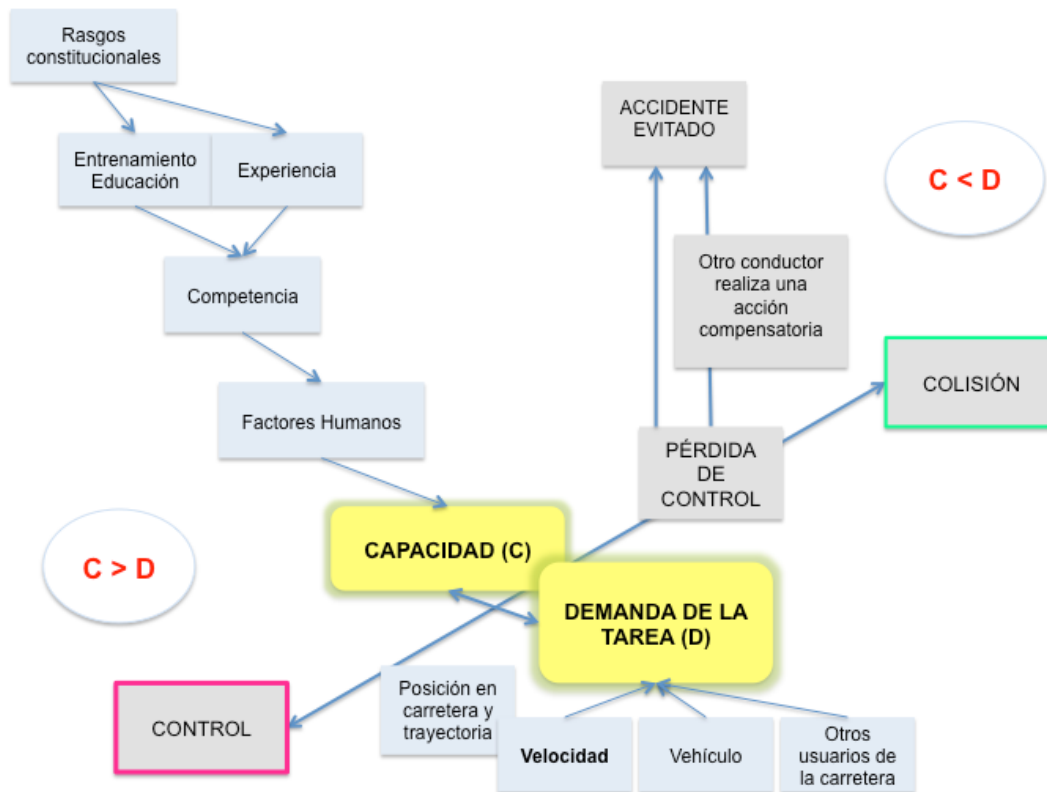 Rasgos
constitucionales
ACCIDENTE
EVITADO
Entrenamiento
Educación
Experiencia
C < D
Otro conductor
realiza una
acción
compensatoria
Competencia
COLISIÓN
Factores Humanos
PÉRDIDA
DE
CONTROL
CAPACIDAD (C)
C > D
DEMANDA DE LA
TAREA (D)
Posición en
carretera y
trayectoria
CONTROL
Velocidad
Vehículo
Otros
usuarios de
la carretera